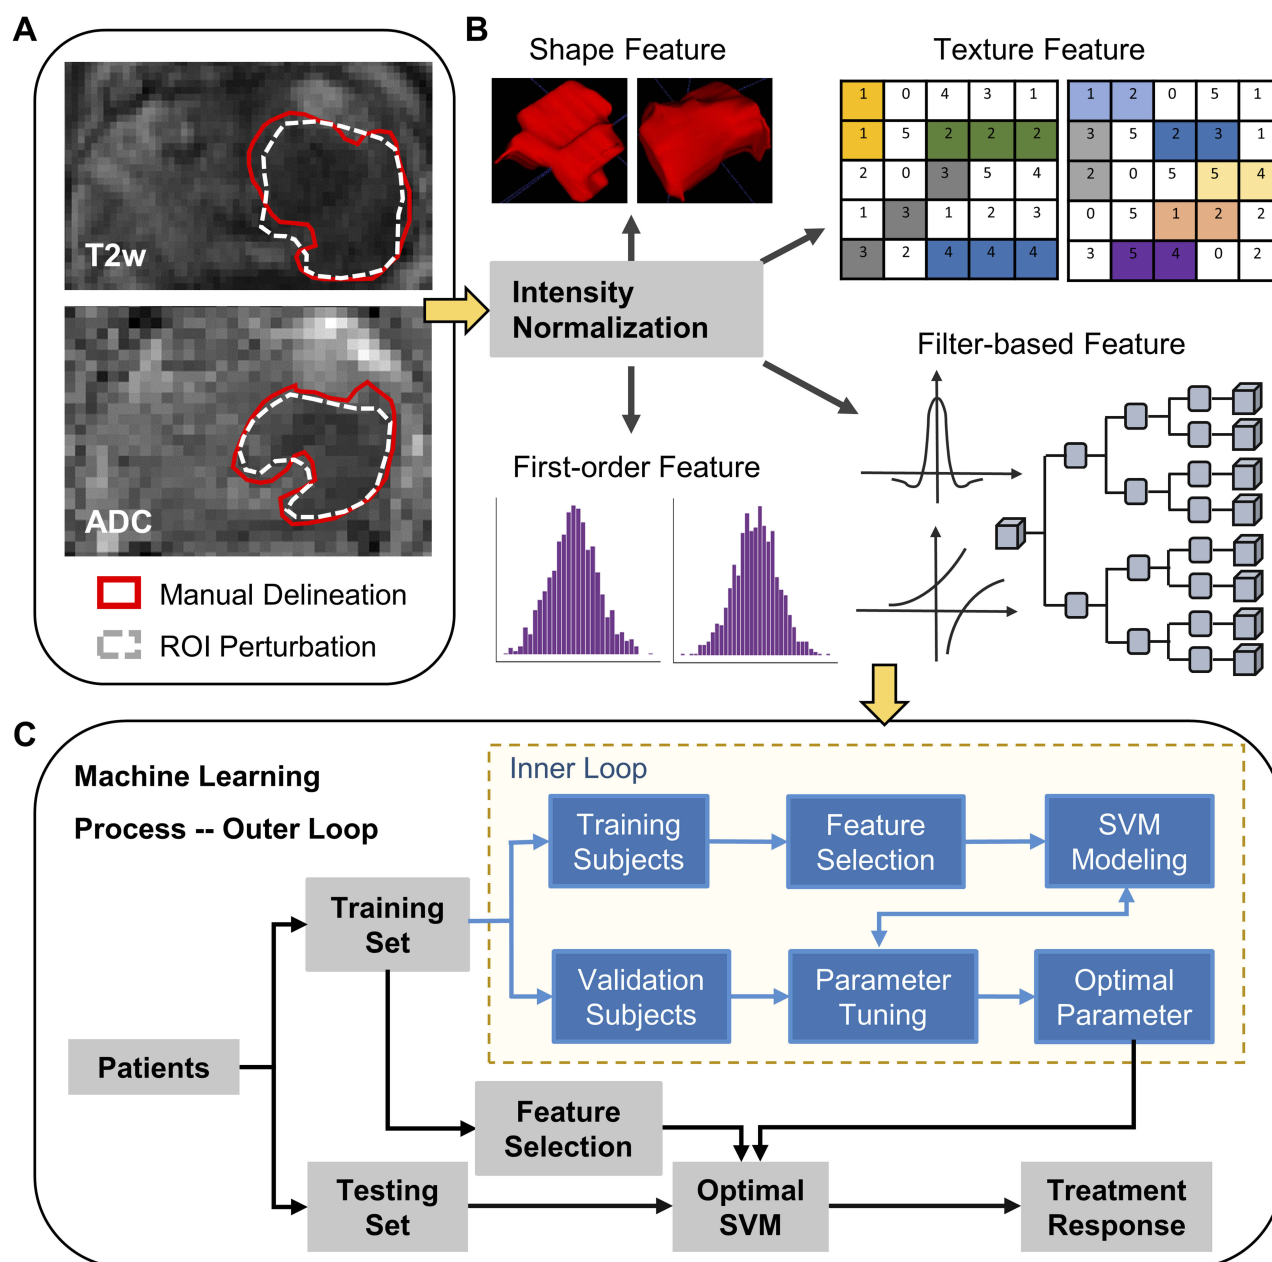 A
T2w
ADC
Manual Delineation
ROI Perturbation
B
Shape Feature
Texture Feature
1 0 4 3 1
1 5 2 2 2
2 0 3 5 4
1 3 1 2 3
3 2 4 4 4
1 2 0 5 1
3 5 2 3 1
2 0 5 5 4
0 5 1 2 2
3 5 4 0 2
Intensity
Normalization
First-order Feature
Filter-based Feature
C
Machine Learning
Process -- Outer Loop
Inner Loop
Training
Subjects
Feature
Selection
SVM
Modeling
Validation
Subjects
Parameter
Tuning
Optimal
Parameter
Training
Set
Patients
Feature
Selection
Testing
Set
Optimal
SVM
Treatment
Response